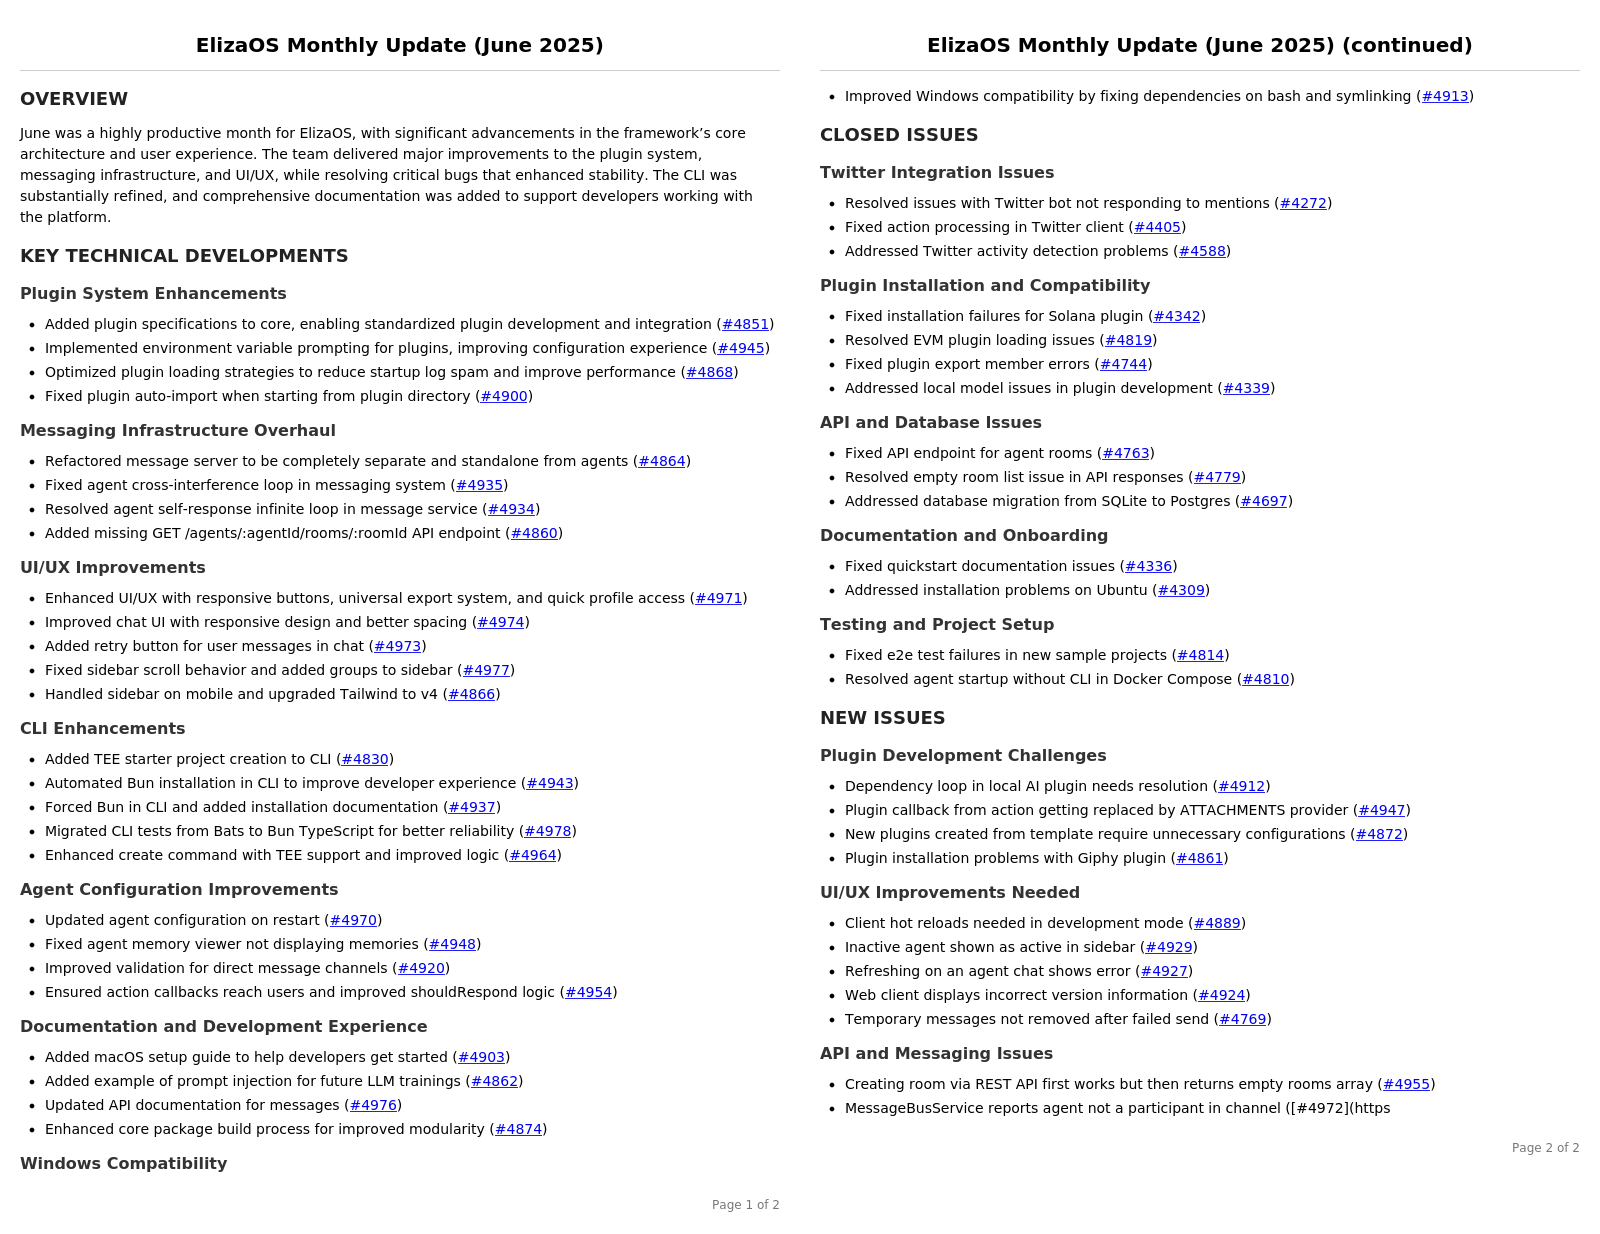 ElizaOS Monthly Update (June 2025)
OVERVIEW
June was a highly productive month for ElizaOS, with significant advancements in the framework’s core
architecture and user experience. The team delivered major improvements to the plugin system,
messaging infrastructure, and UI/UX, while resolving critical bugs that enhanced stability. The CLI was
substantially refined, and comprehensive documentation was added to support developers working with
the platform.
KEY TECHNICAL DEVELOPMENTS
Plugin System Enhancements
• Added plugin specifications to core, enabling standardized plugin development and integration (#4851)
• Implemented environment variable prompting for plugins, improving configuration experience (#4945)
• Optimized plugin loading strategies to reduce startup log spam and improve performance (#4868)
• Fixed plugin auto-import when starting from plugin directory (#4900)
Messaging Infrastructure Overhaul
• Refactored message server to be completely separate and standalone from agents (#4864)
• Fixed agent cross-interference loop in messaging system (#4935)
• Resolved agent self-response infinite loop in message service (#4934)
• Added missing GET /agents/:agentId/rooms/:roomId API endpoint (#4860)
UI/UX Improvements
• Enhanced UI/UX with responsive buttons, universal export system, and quick profile access (#4971)
• Improved chat UI with responsive design and better spacing (#4974)
• Added retry button for user messages in chat (#4973)
• Fixed sidebar scroll behavior and added groups to sidebar (#4977)
• Handled sidebar on mobile and upgraded Tailwind to v4 (#4866)
CLI Enhancements
• Added TEE starter project creation to CLI (#4830)
• Automated Bun installation in CLI to improve developer experience (#4943)
• Forced Bun in CLI and added installation documentation (#4937)
• Migrated CLI tests from Bats to Bun TypeScript for better reliability (#4978)
• Enhanced create command with TEE support and improved logic (#4964)
Agent Configuration Improvements
• Updated agent configuration on restart (#4970)
• Fixed agent memory viewer not displaying memories (#4948)
• Improved validation for direct message channels (#4920)
• Ensured action callbacks reach users and improved shouldRespond logic (#4954)
Documentation and Development Experience
• Added macOS setup guide to help developers get started (#4903)
• Added example of prompt injection for future LLM trainings (#4862)
• Updated API documentation for messages (#4976)
• Enhanced core package build process for improved modularity (#4874)
Windows Compatibility
Page 1 of 2
ElizaOS Monthly Update (June 2025) (continued)
• Improved Windows compatibility by fixing dependencies on bash and symlinking (#4913)
CLOSED ISSUES
Twitter Integration Issues
• Resolved issues with Twitter bot not responding to mentions (#4272)
• Fixed action processing in Twitter client (#4405)
• Addressed Twitter activity detection problems (#4588)
Plugin Installation and Compatibility
• Fixed installation failures for Solana plugin (#4342)
• Resolved EVM plugin loading issues (#4819)
• Fixed plugin export member errors (#4744)
• Addressed local model issues in plugin development (#4339)
API and Database Issues
• Fixed API endpoint for agent rooms (#4763)
• Resolved empty room list issue in API responses (#4779)
• Addressed database migration from SQLite to Postgres (#4697)
Documentation and Onboarding
• Fixed quickstart documentation issues (#4336)
• Addressed installation problems on Ubuntu (#4309)
Testing and Project Setup
• Fixed e2e test failures in new sample projects (#4814)
• Resolved agent startup without CLI in Docker Compose (#4810)
NEW ISSUES
Plugin Development Challenges
• Dependency loop in local AI plugin needs resolution (#4912)
• Plugin callback from action getting replaced by ATTACHMENTS provider (#4947)
• New plugins created from template require unnecessary configurations (#4872)
• Plugin installation problems with Giphy plugin (#4861)
UI/UX Improvements Needed
• Client hot reloads needed in development mode (#4889)
• Inactive agent shown as active in sidebar (#4929)
• Refreshing on an agent chat shows error (#4927)
• Web client displays incorrect version information (#4924)
• Temporary messages not removed after failed send (#4769)
API and Messaging Issues
• Creating room via REST API first works but then returns empty rooms array (#4955)
• MessageBusService reports agent not a participant in channel ([#4972](https
Page 2 of 2